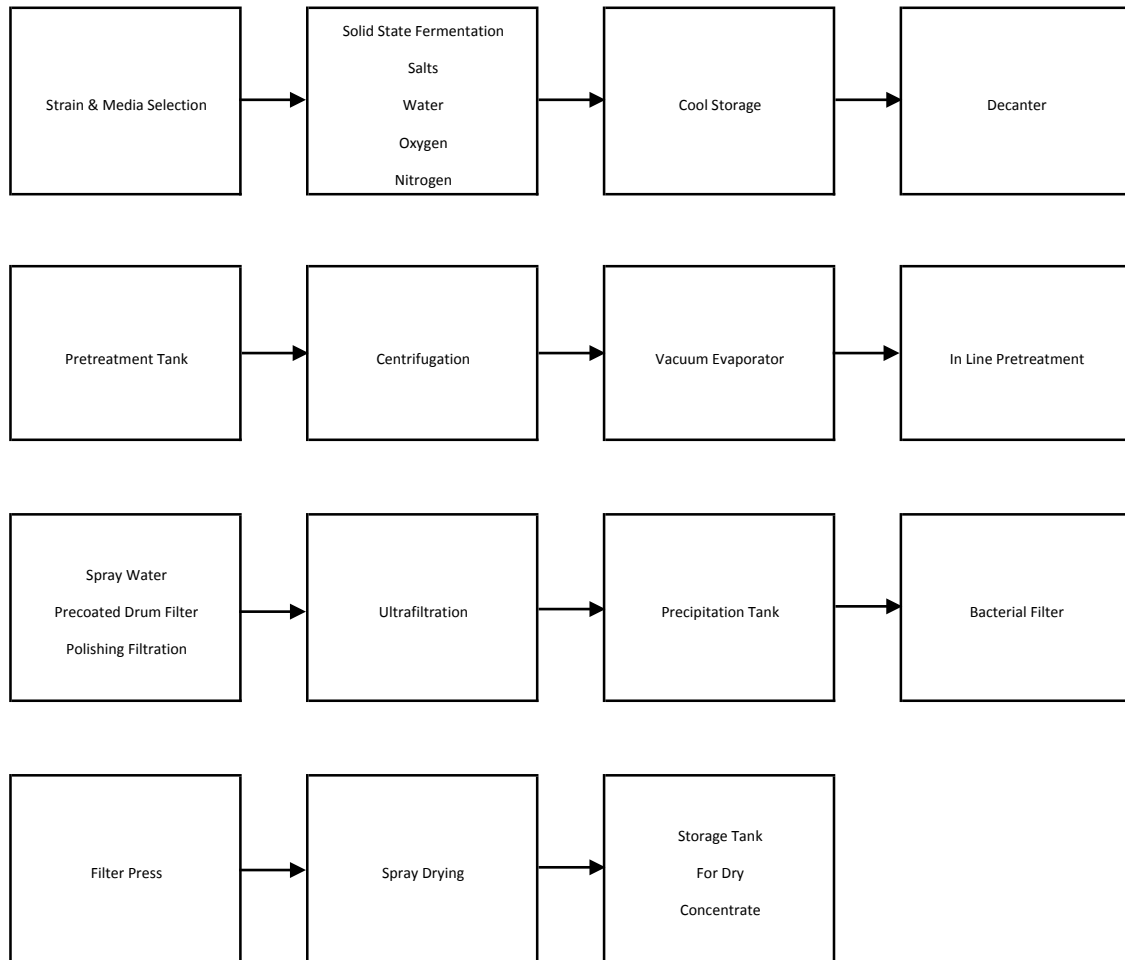 Strain & Media Selection
Solid State Fermentation
Salts
Water
Oxygen
Nitrogen
Cool Storage
Decanter
Pretreatment Tank
Centrifugation
Vacuum Evaporator
In Line Pretreatment
Spray Water
Precoated Drum Filter
Polishing Filtration
Ultrafiltration
Precipitation Tank
Bacterial Filter
Filter Press
Spray Drying
Storage Tank
For Dry
Concentrate